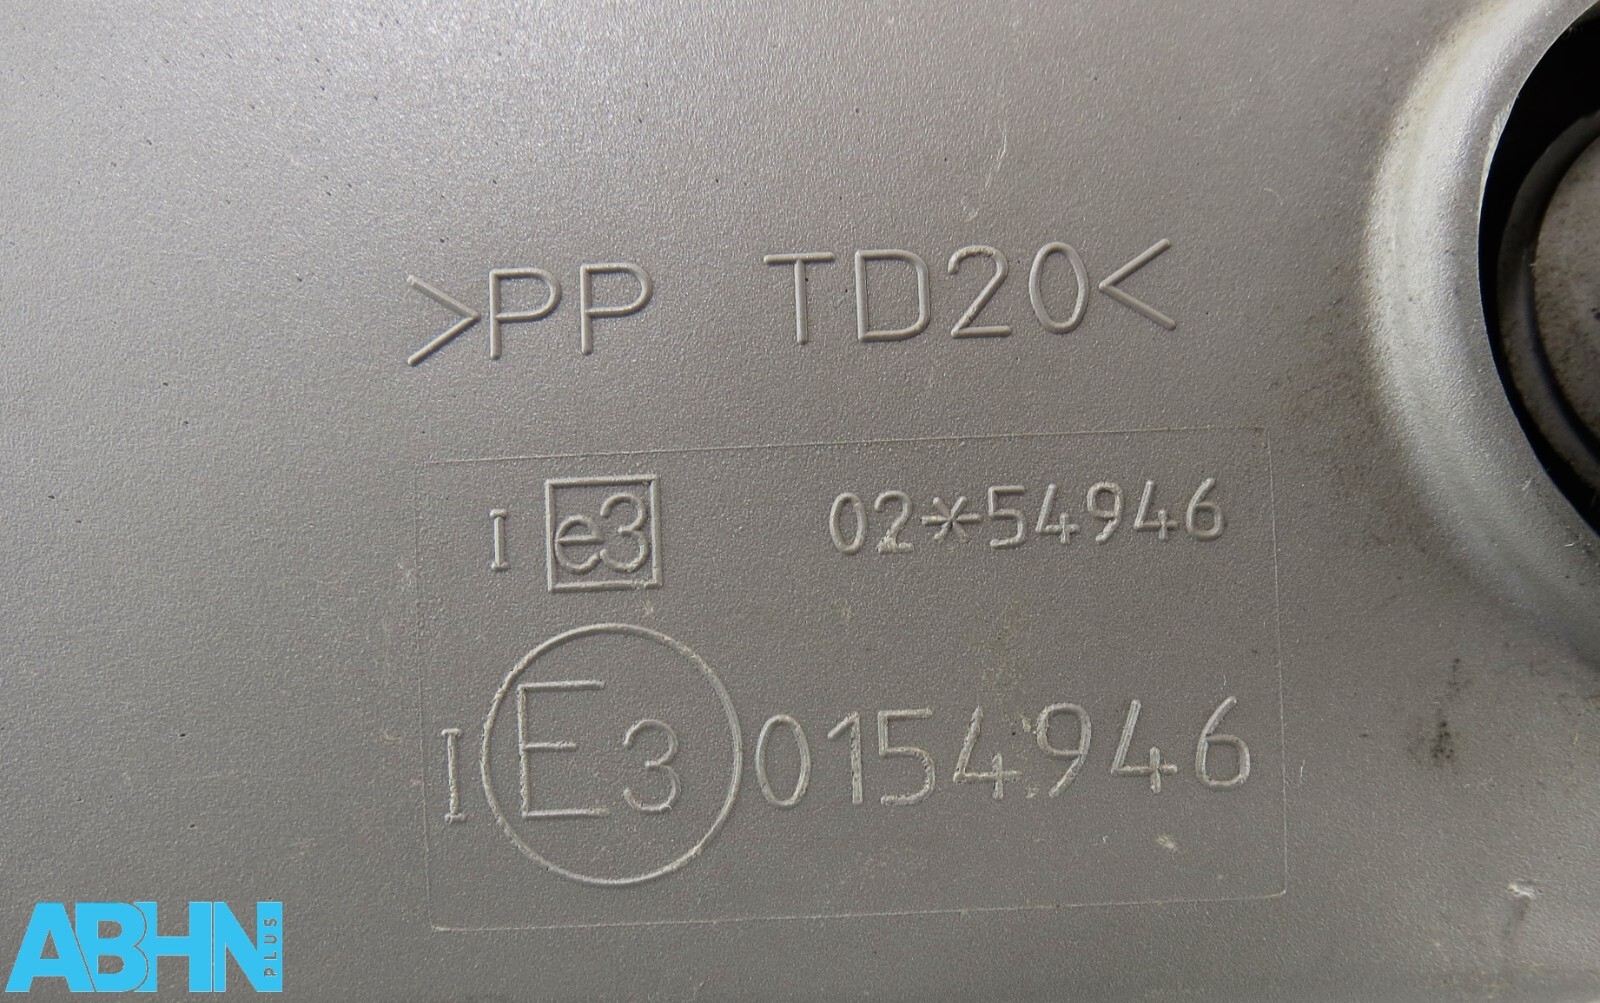 >PP TD20<
I e3 02*54946
I E3 0154946
ABHN PLUS